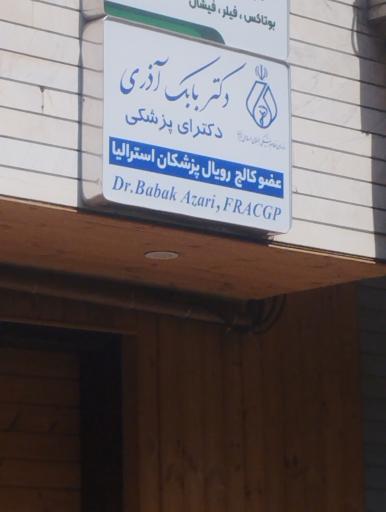 بوتاکس ، فیلر ، فیشال
دکتر بابک آذری
دکترای پزشکی
عضو کالج رویال پزشکان استرالیا
Dr.Babak Azari, FRACGP